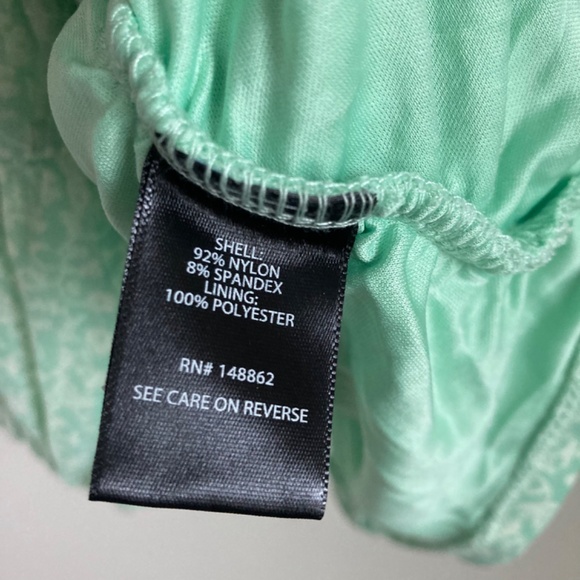 SHELL:
92% NYLON
8% SPANDEX
LINING:
100% POLYESTER
RN# 148862
SEE CARE ON REVERSE